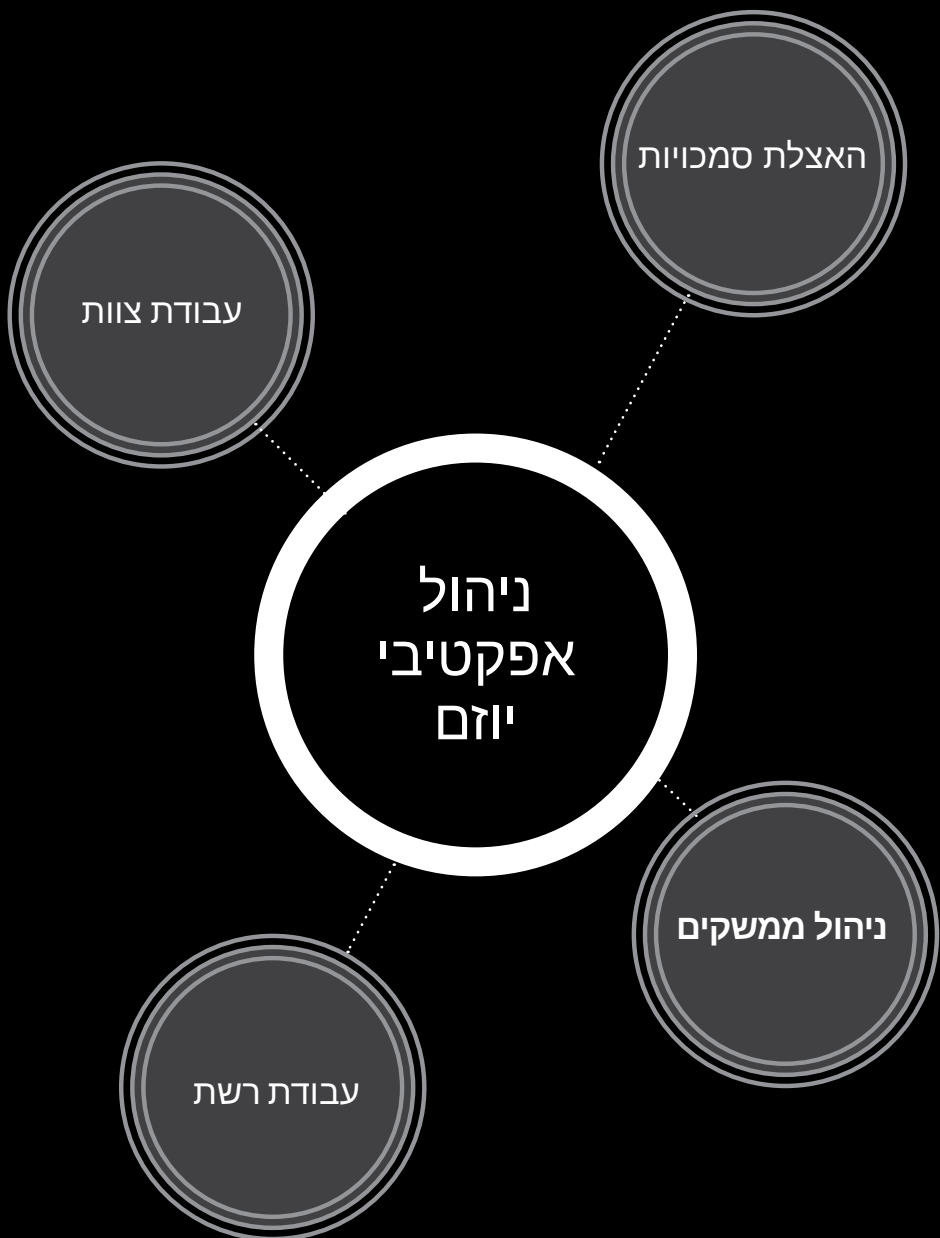 האצלת סמכויות
עבודת צוות
ניהול
אפקטיבי
יוזם
ניהול ממשקים
עבודת רשת